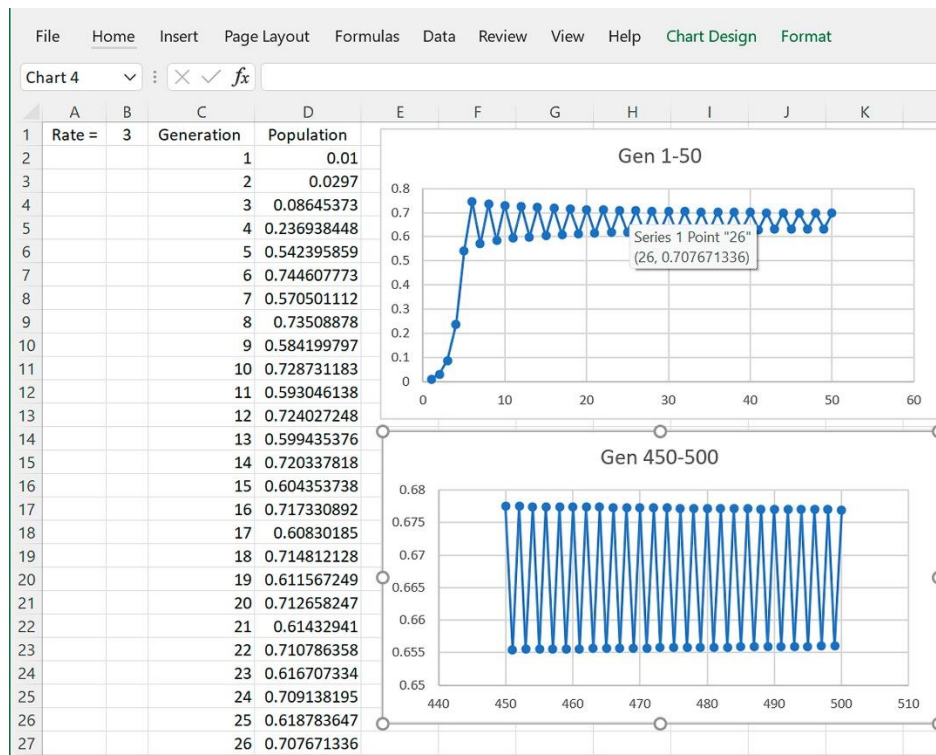 File Home Insert Page Layout Formulas Data Review View Help Chart Design Format
Chart 4 fx
A B C D E F G H I J K
1 Rate = 3 Generation Population
2 1 0.01
3 2 0.0297
4 3 0.08645373
5 4 0.236938448
6 5 0.542395859
7 6 0.744607773
8 7 0.570501112
9 8 0.73508878
10 9 0.584199797
11 10 0.728731183
12 11 0.593046138
13 12 0.724027248
14 13 0.599435376
15 14 0.720337818
16 15 0.604353738
17 16 0.717330892
18 17 0.60830185
19 18 0.714812128
20 19 0.611567249
21 20 0.712658247
22 21 0.61432941
23 22 0.710786358
24 23 0.616707334
25 24 0.709138195
26 25 0.618783647
27 26 0.707671336
Gen 1-50
0.8
0.7
0.6
0.5
0.4
0.3
0.2
0.1
0
0 10 20 30 40 50 60
Series 1 Point "26"
(26, 0.707671336)
Gen 450-500
0.68
0.675
0.67
0.665
0.66
0.655
0.65
440 450 460 470 480 490 500 510